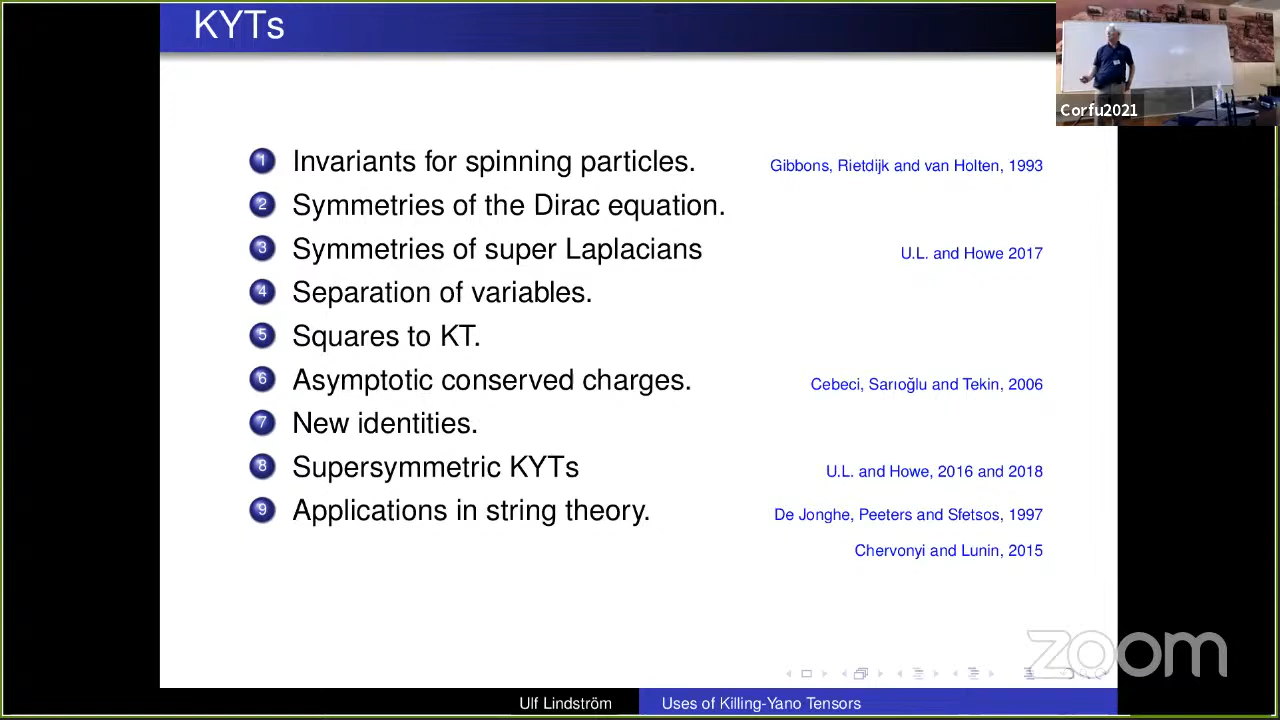 KYTs
Corfu2021
1 Invariants for spinning particles. Gibbons, Rietdijk and van Holten, 1993
2 Symmetries of the Dirac equation.
3 Symmetries of super Laplacians U.L. and Howe 2017
4 Separation of variables.
5 Squares to KT.
6 Asymptotic conserved charges. Cebeci, Sarıoğlu and Tekin, 2006
7 New identities.
8 Supersymmetric KYTs U.L. and Howe, 2016 and 2018
9 Applications in string theory. De Jonghe, Peeters and Sfetsos, 1997
Chervonyi and Lunin, 2015
zoom
Ulf Lindström Uses of Killing-Yano Tensors